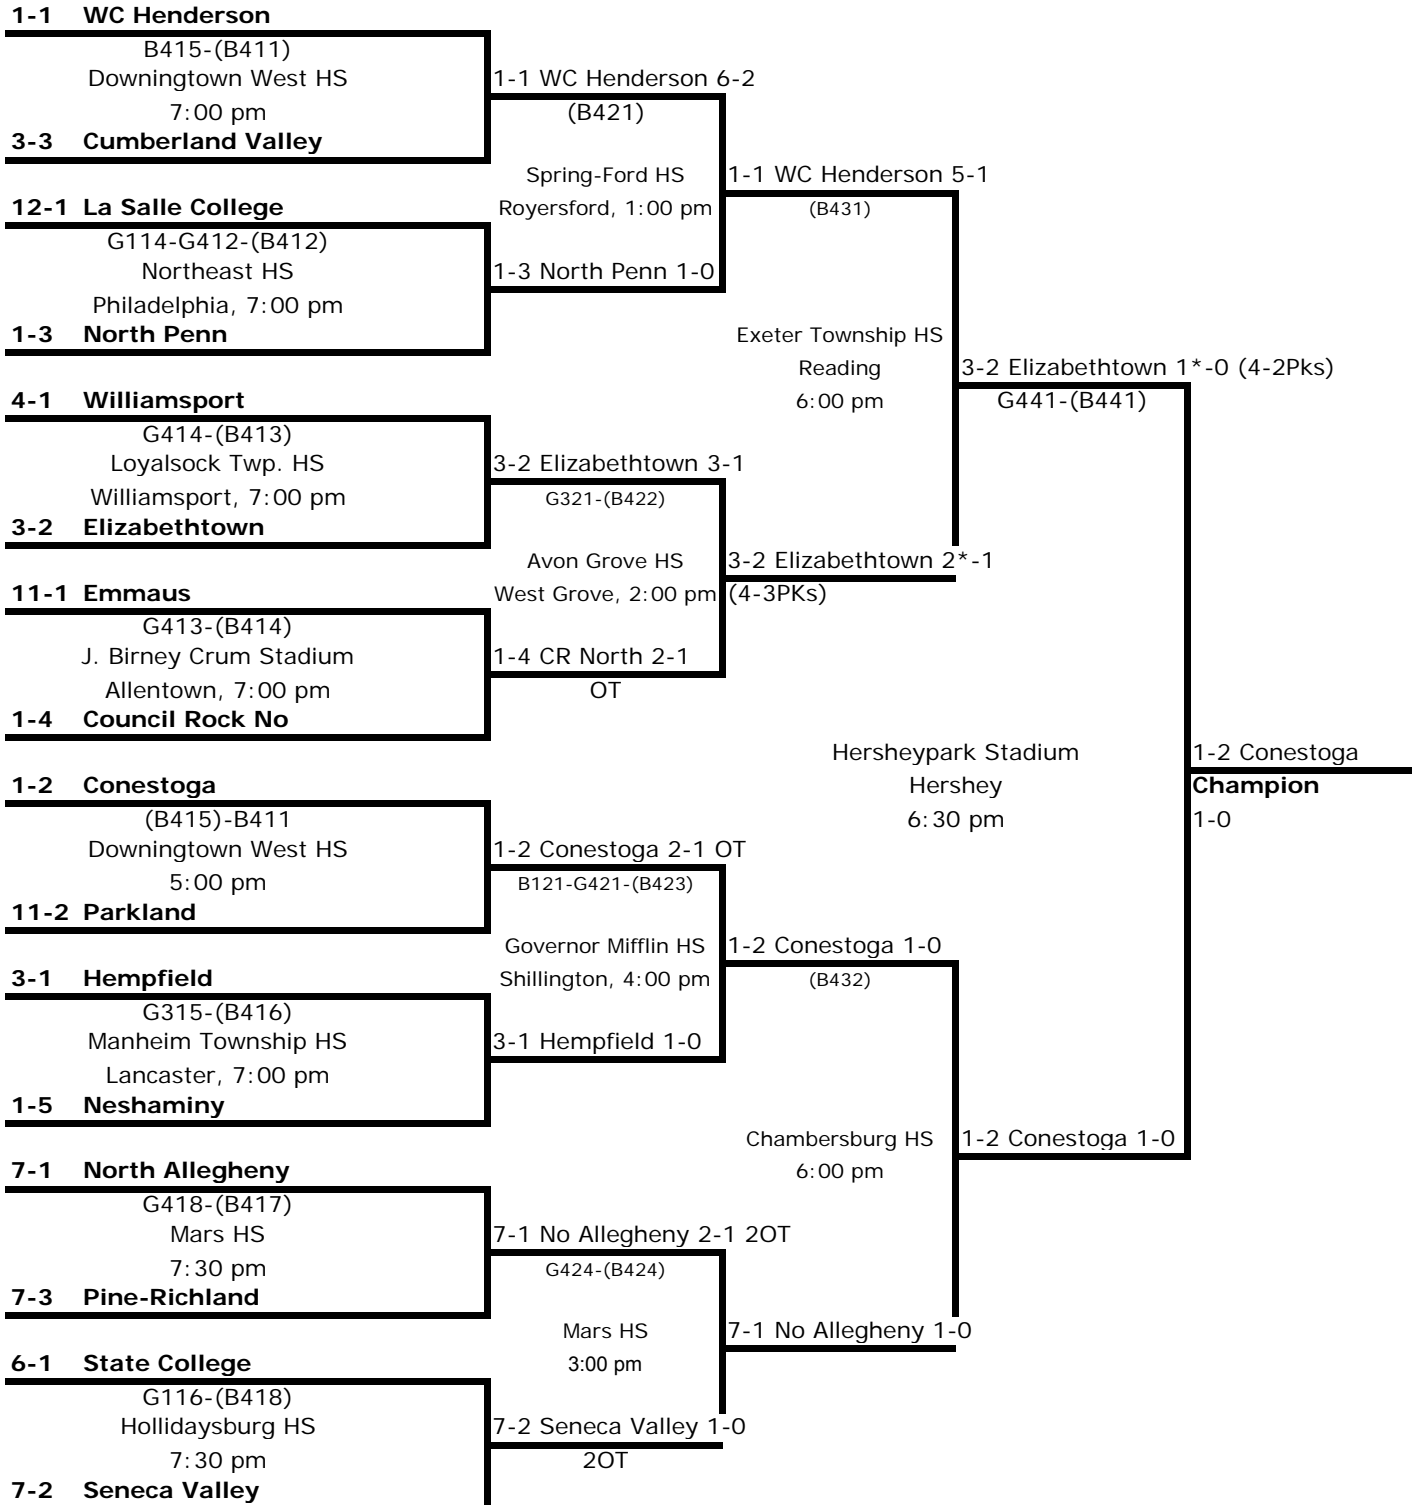 1-1 WC Henderson
B415-(B411)
Downingtown West HS
7:00 pm
3-3 Cumberland Valley
12-1 La Salle College
G114-G412-(B412)
Northeast HS
Philadelphia, 7:00 pm
1-3 North Penn
4-1 Williamsport
G414-(B413)
Loyalsock Twp. HS
Williamsport, 7:00 pm
3-2 Elizabethtown
11-1 Emmaus
G413-(B414)
J. Birney Crum Stadium
Allentown, 7:00 pm
1-4 Council Rock No
1-2 Conestoga
(B415)-B411
Downingtown West HS
5:00 pm
11-2 Parkland
3-1 Hempfield
G315-(B416)
Manheim Township HS
Lancaster, 7:00 pm
1-5 Neshaminy
7-1 North Allegheny
G418-(B417)
Mars HS
7:30 pm
7-3 Pine-Richland
6-1 State College
G116-(B418)
Hollidaysburg HS
7:30 pm
7-2 Seneca Valley
1-1 WC Henderson 6-2
(B421)
Spring-Ford HS
Royersford, 1:00 pm
1-3 North Penn 1-0
3-2 Elizabethtown 3-1
G321-(B422)
Avon Grove HS
West Grove, 2:00 pm
1-4 CR North 2-1
OT
1-2 Conestoga 2-1 OT
B121-G421-(B423)
Governor Mifflin HS
Shillington, 4:00 pm
3-1 Hempfield 1-0
7-1 No Allegheny 2-1 2OT
G424-(B424)
Mars HS
3:00 pm
7-2 Seneca Valley 1-0
2OT
1-1 WC Henderson 5-1
(B431)
Exeter Township HS
Reading
6:00 pm
3-2 Elizabethtown 2*-1
(4-3PKs)
1-2 Conestoga 1-0
(B432)
Chambersburg HS
6:00 pm
7-1 No Allegheny 1-0
3-2 Elizabethtown 1*-0 (4-2Pks)
G441-(B441)
Hersheypark Stadium
Hershey
6:30 pm
1-2 Conestoga 1-0
1-2 Conestoga
Champion
1-0